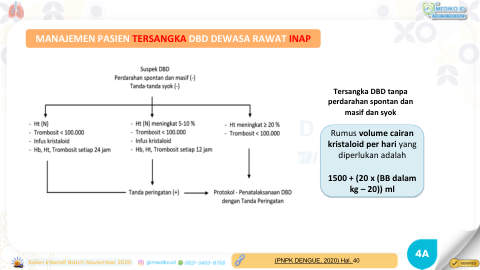 MEDIKO.ID
MANAJEMEN PASIEN TERSANGKA DBD DEWASA RAWAT INAP
Suspek DBD
Perdarahan spontan dan masif (-)
Tanda-tanda syok (-)
- Ht (N)
- Trombosit < 100.000
- Infus kristaloid
- Hb, Ht, Trombosit setiap 24 jam
- Ht (N) meningkat 5-10 %
- Trombosit < 100.000
- Infus kristaloid
- Hb, Ht, Trombosit setiap 12 jam
- Ht meningkat ≥ 20 %
- Trombosit < 100.000
Tanda peringatan (+)
Protokol - Penatalaksanaan DBD
dengan Tanda Peringatan
Tersangka DBD tanpa
perdarahan spontan dan
masif dan syok
Rumus volume cairan
kristaloid per hari yang
diperlukan adalah
1500 + (20 x (BB dalam
kg – 20)) ml
(PNPK DENGUE, 2020) Hal. 40
4A